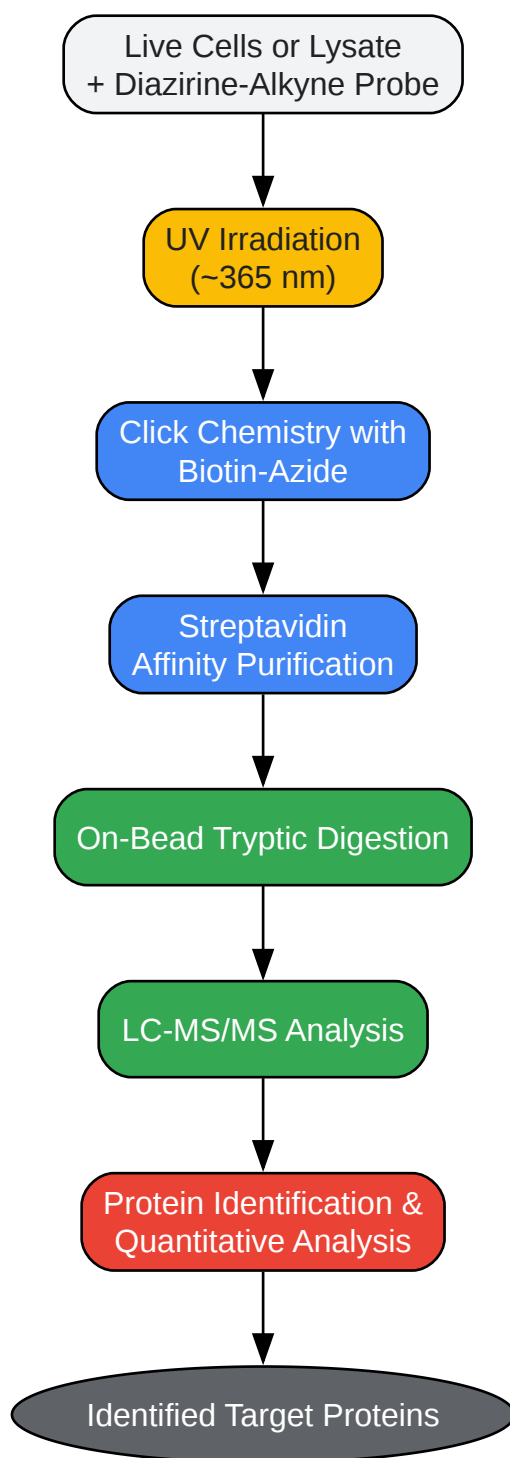 Live Cells or Lysate
+ Diazirine-Alkyne Probe
UV Irradiation
(~365 nm)
Click Chemistry with
Biotin-Azide
Streptavidin
Affinity Purification
On-Bead Tryptic Digestion
LC-MS/MS Analysis
Protein Identification &
Quantitative Analysis
Identified Target Proteins